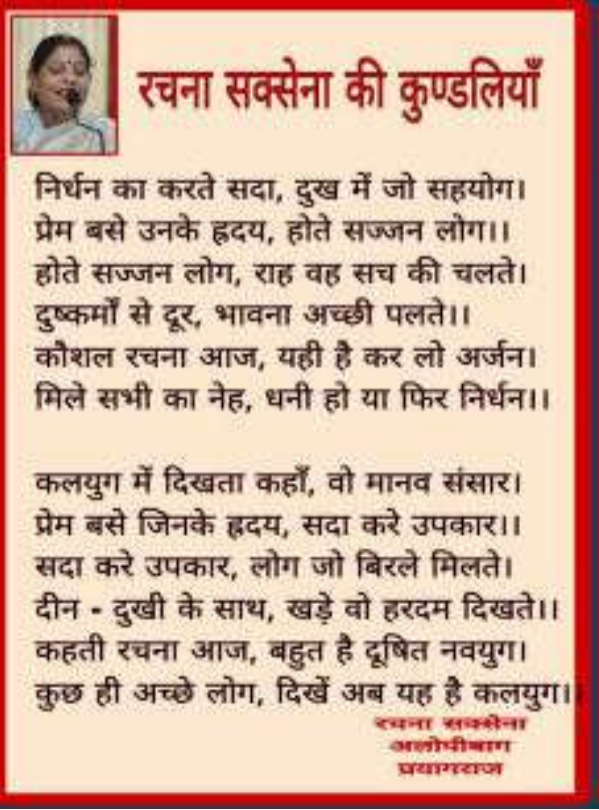 रचना सक्सेना की कुण्डलियाँ
निर्धन का करते सदा, दुख में जो सहयोग।
प्रेम बसे उनके ह्रदय, होते सज्जन लोग।।
होते सज्जन लोग, राह वह सच की चलते।
दुष्कर्मों से दूर, भावना अच्छी पलते।।
कौशल रचना आज, यही है कर लो अर्जन।
मिले सभी का नेह, धनी हो या फिर निर्धन।।
कलयुग में दिखता कहाँ, वो मानव संसार।
प्रेम बसे जिनके ह्रदय, सदा करे उपकार।।
सदा करे उपकार, लोग जो बिरले मिलते।
दीन - दुखी के साथ, खड़े वो हरदम दिखते।।
कहती रचना आज, बहुत है दूषित नवयुग।
कुछ ही अच्छे लोग, दिखें अब यह है कलयुग।।
रचना सक्सेना
अलोपीबाग
प्रयागराज